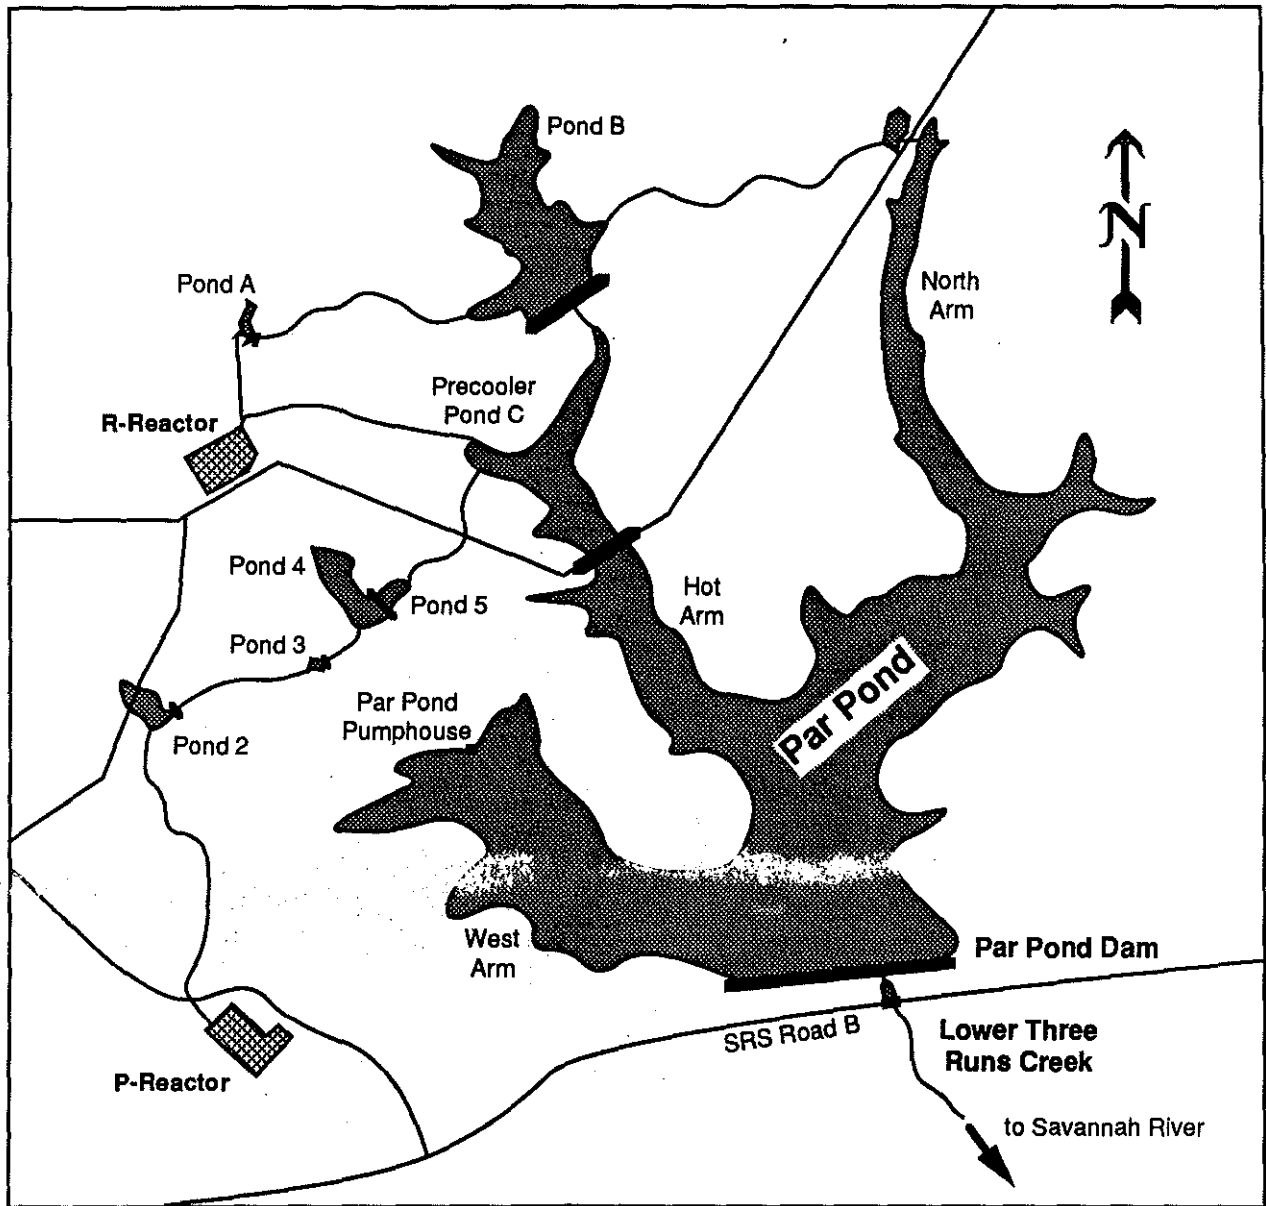 Pond B
Pond A
N
North
Arm
Precooler
Pond C
R-Reactor
Pond 4
Pond 5
Hot
Arm
Pond 3
Par Pond
Par Pond
Pumphouse
Pond 2
West
Arm
Par Pond Dam
SRS Road B
Lower Three
Runs Creek
P-Reactor
to Savannah River